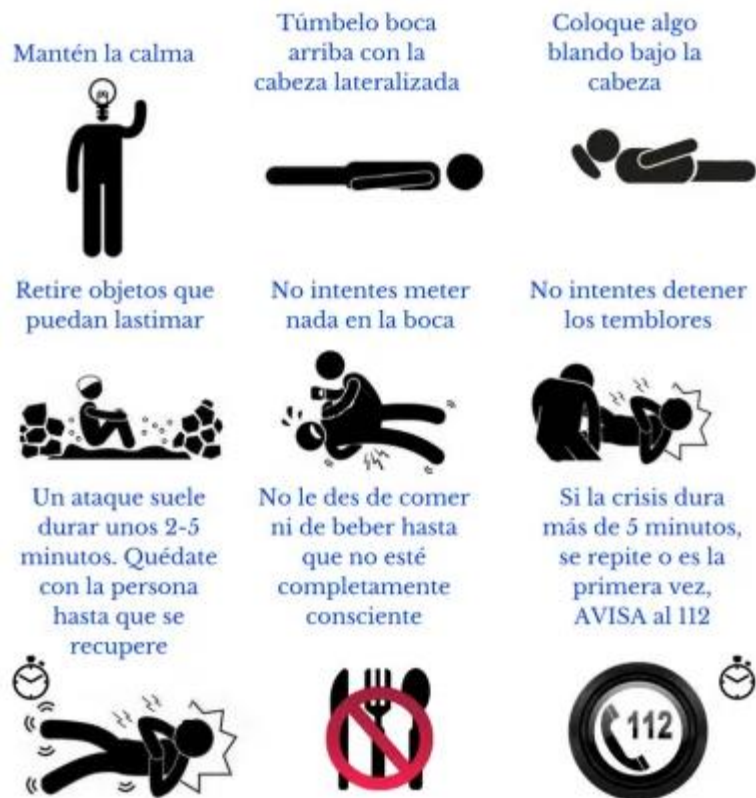 Mantén la calma
Túmbelo boca
arriba con la
cabeza lateralizada
Coloque algo
blando bajo la
cabeza
Retire objetos que
puedan lastimar
No intentes meter
nada en la boca
No intentes detener
los temblores
Un ataque suele
durar unos 2-5
minutos. Quédate
con la persona
hasta que se
recupere
No le des de comer
ni de beber hasta
que no esté
completamente
consciente
Si la crisis dura
más de 5 minutos,
se repite o es la
primera vez,
AVISA al 112
112